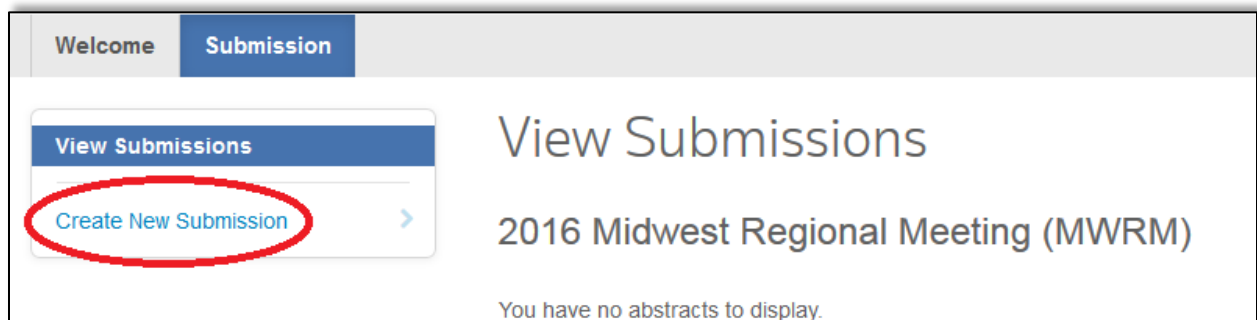 Welcome Submission
View Submissions
Create New Submission
View Submissions
2016 Midwest Regional Meeting (MWRM)
You have no abstracts to display.